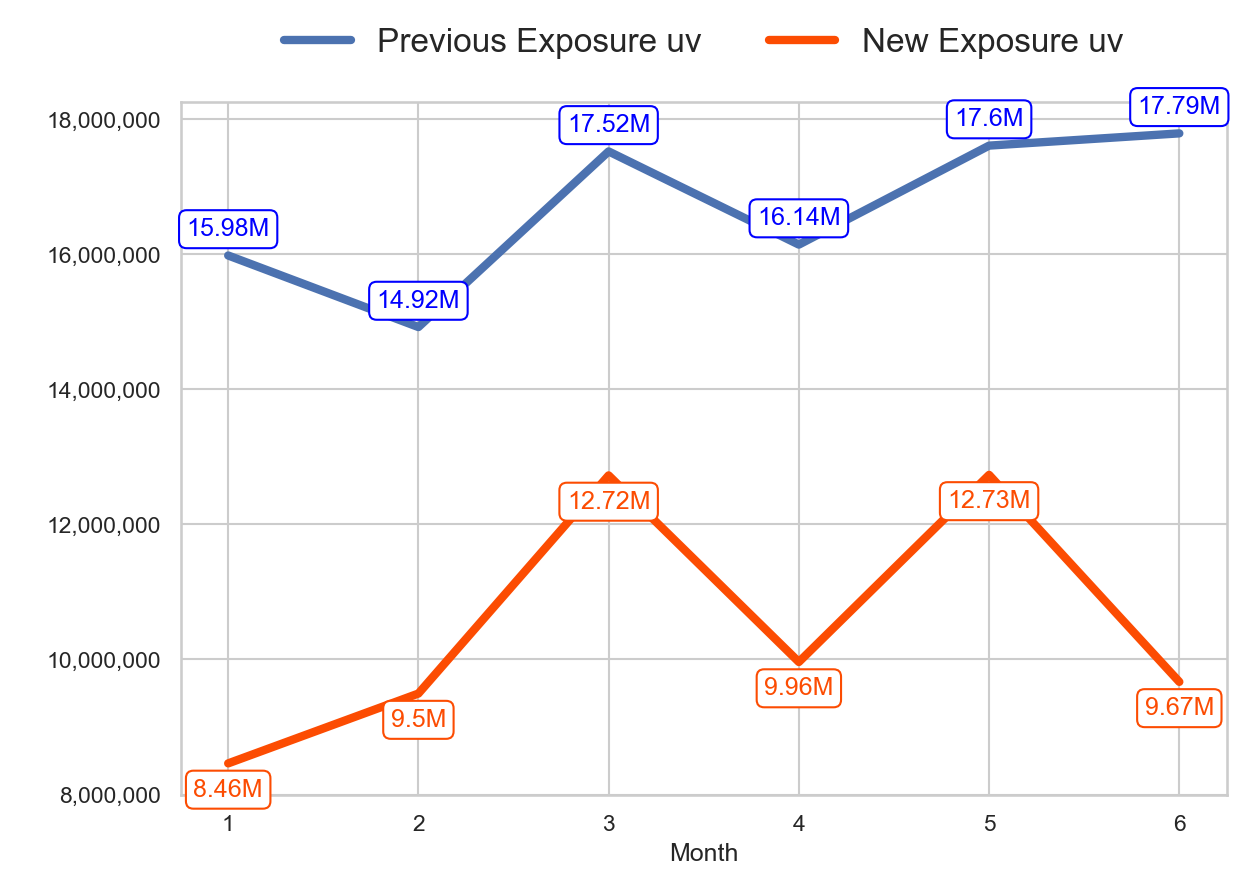 Previous Exposure uv New Exposure uv
18,000,000
16,000,000
14,000,000
12,000,000
10,000,000
8,000,000
15.98M
14.92M
17.52M
16.14M
17.6M
17.79M
8.46M
9.5M
12.72M
9.96M
12.73M
9.67M
1 2 3 4 5 6
Month